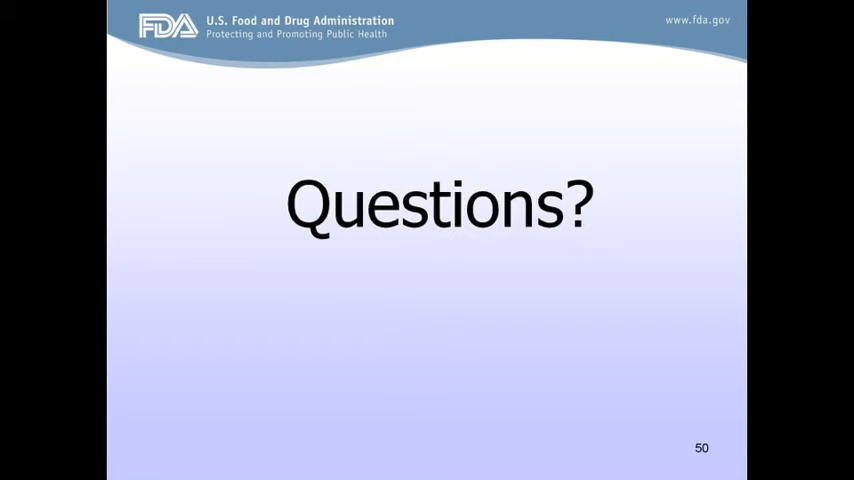 FDA
U.S. Food and Drug Administration
Protecting and Promoting Public Health
www.fda.gov
Questions?
50